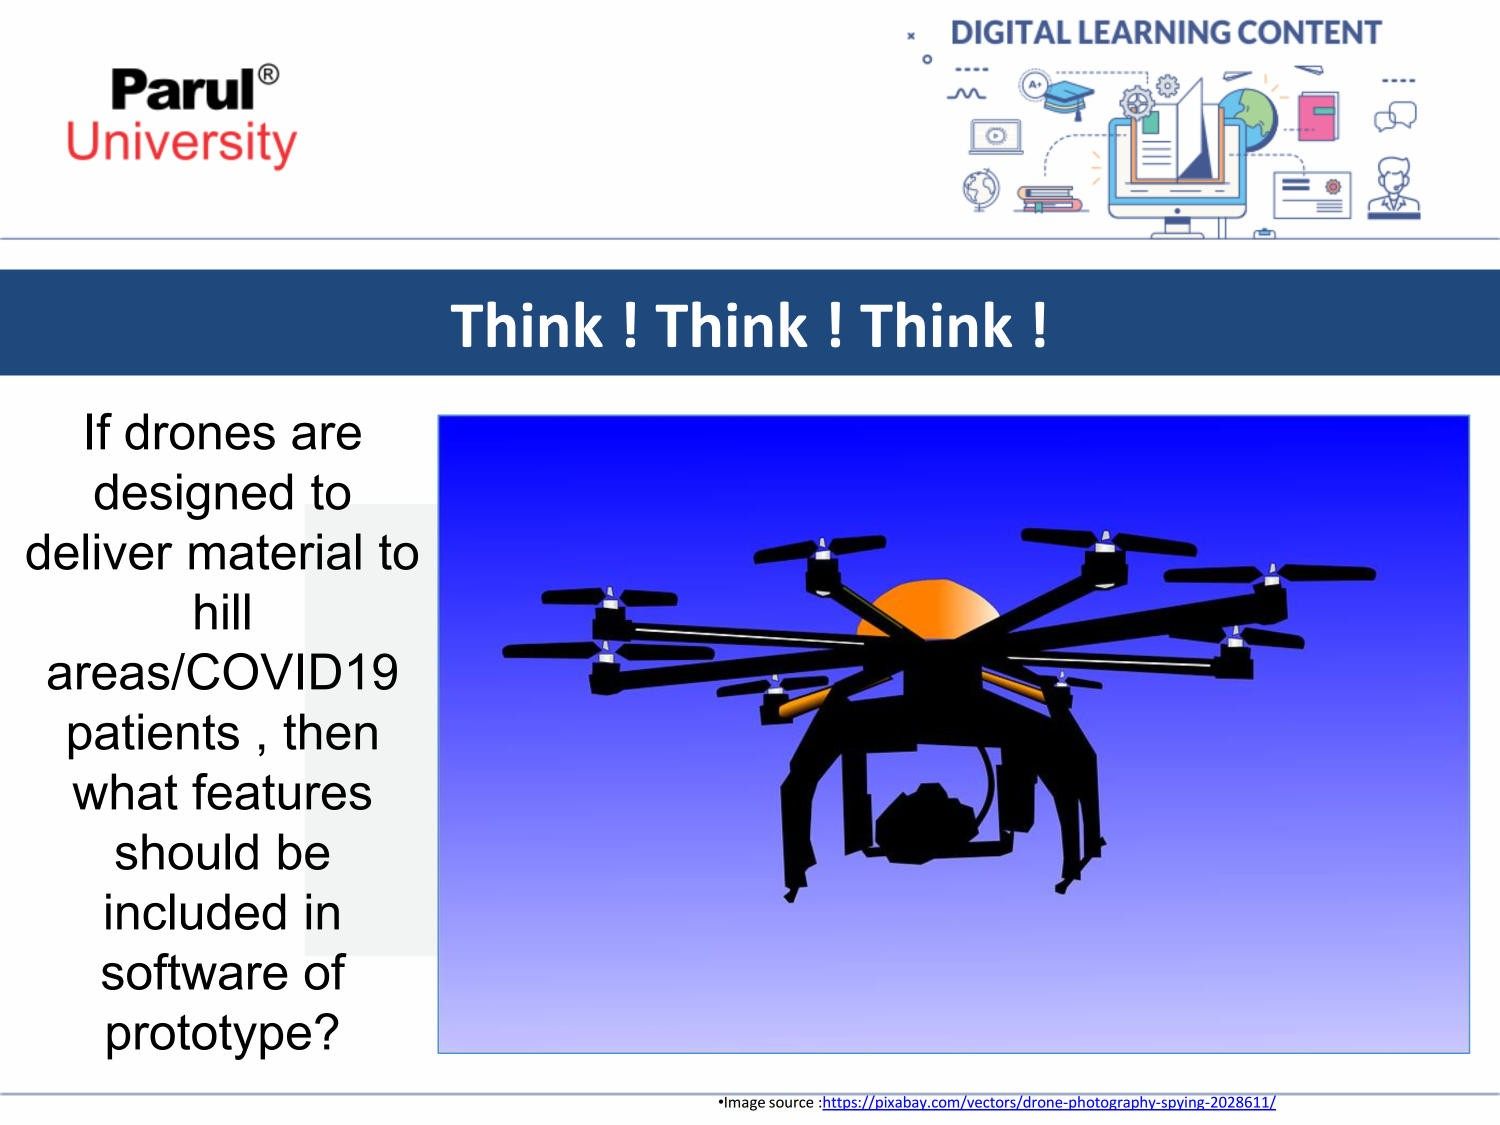 DIGITAL LEARNING CONTENT
Parul®
University
A+
Think ! Think ! Think !
If drones are
designed to
deliver material to
hill
areas/COVID19
patients , then
what features
should be
included in
software of
prototype?
•Image source :https://pixabay.com/vectors/drone-photography-spying-2028611/